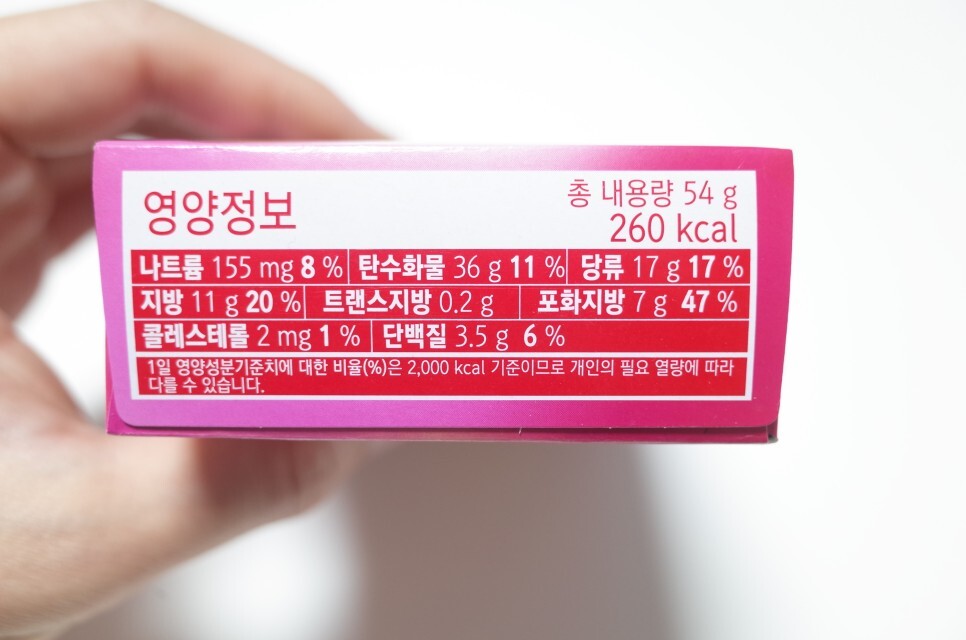 영양정보
총 내용량 54 g
260 kcal
나트륨 155 mg 8 % 탄수화물 36 g 11 % 당류 17 g 17 %
지방 11 g 20 % 트랜스지방 0.2 g 포화지방 7 g 47 %
콜레스테롤 2 mg 1 % 단백질 3.5 g 6 %
1일 영양성분기준치에 대한 비율(%)은 2,000 kcal 기준이므로 개인의 필요 열량에 따라
다를 수 있습니다.